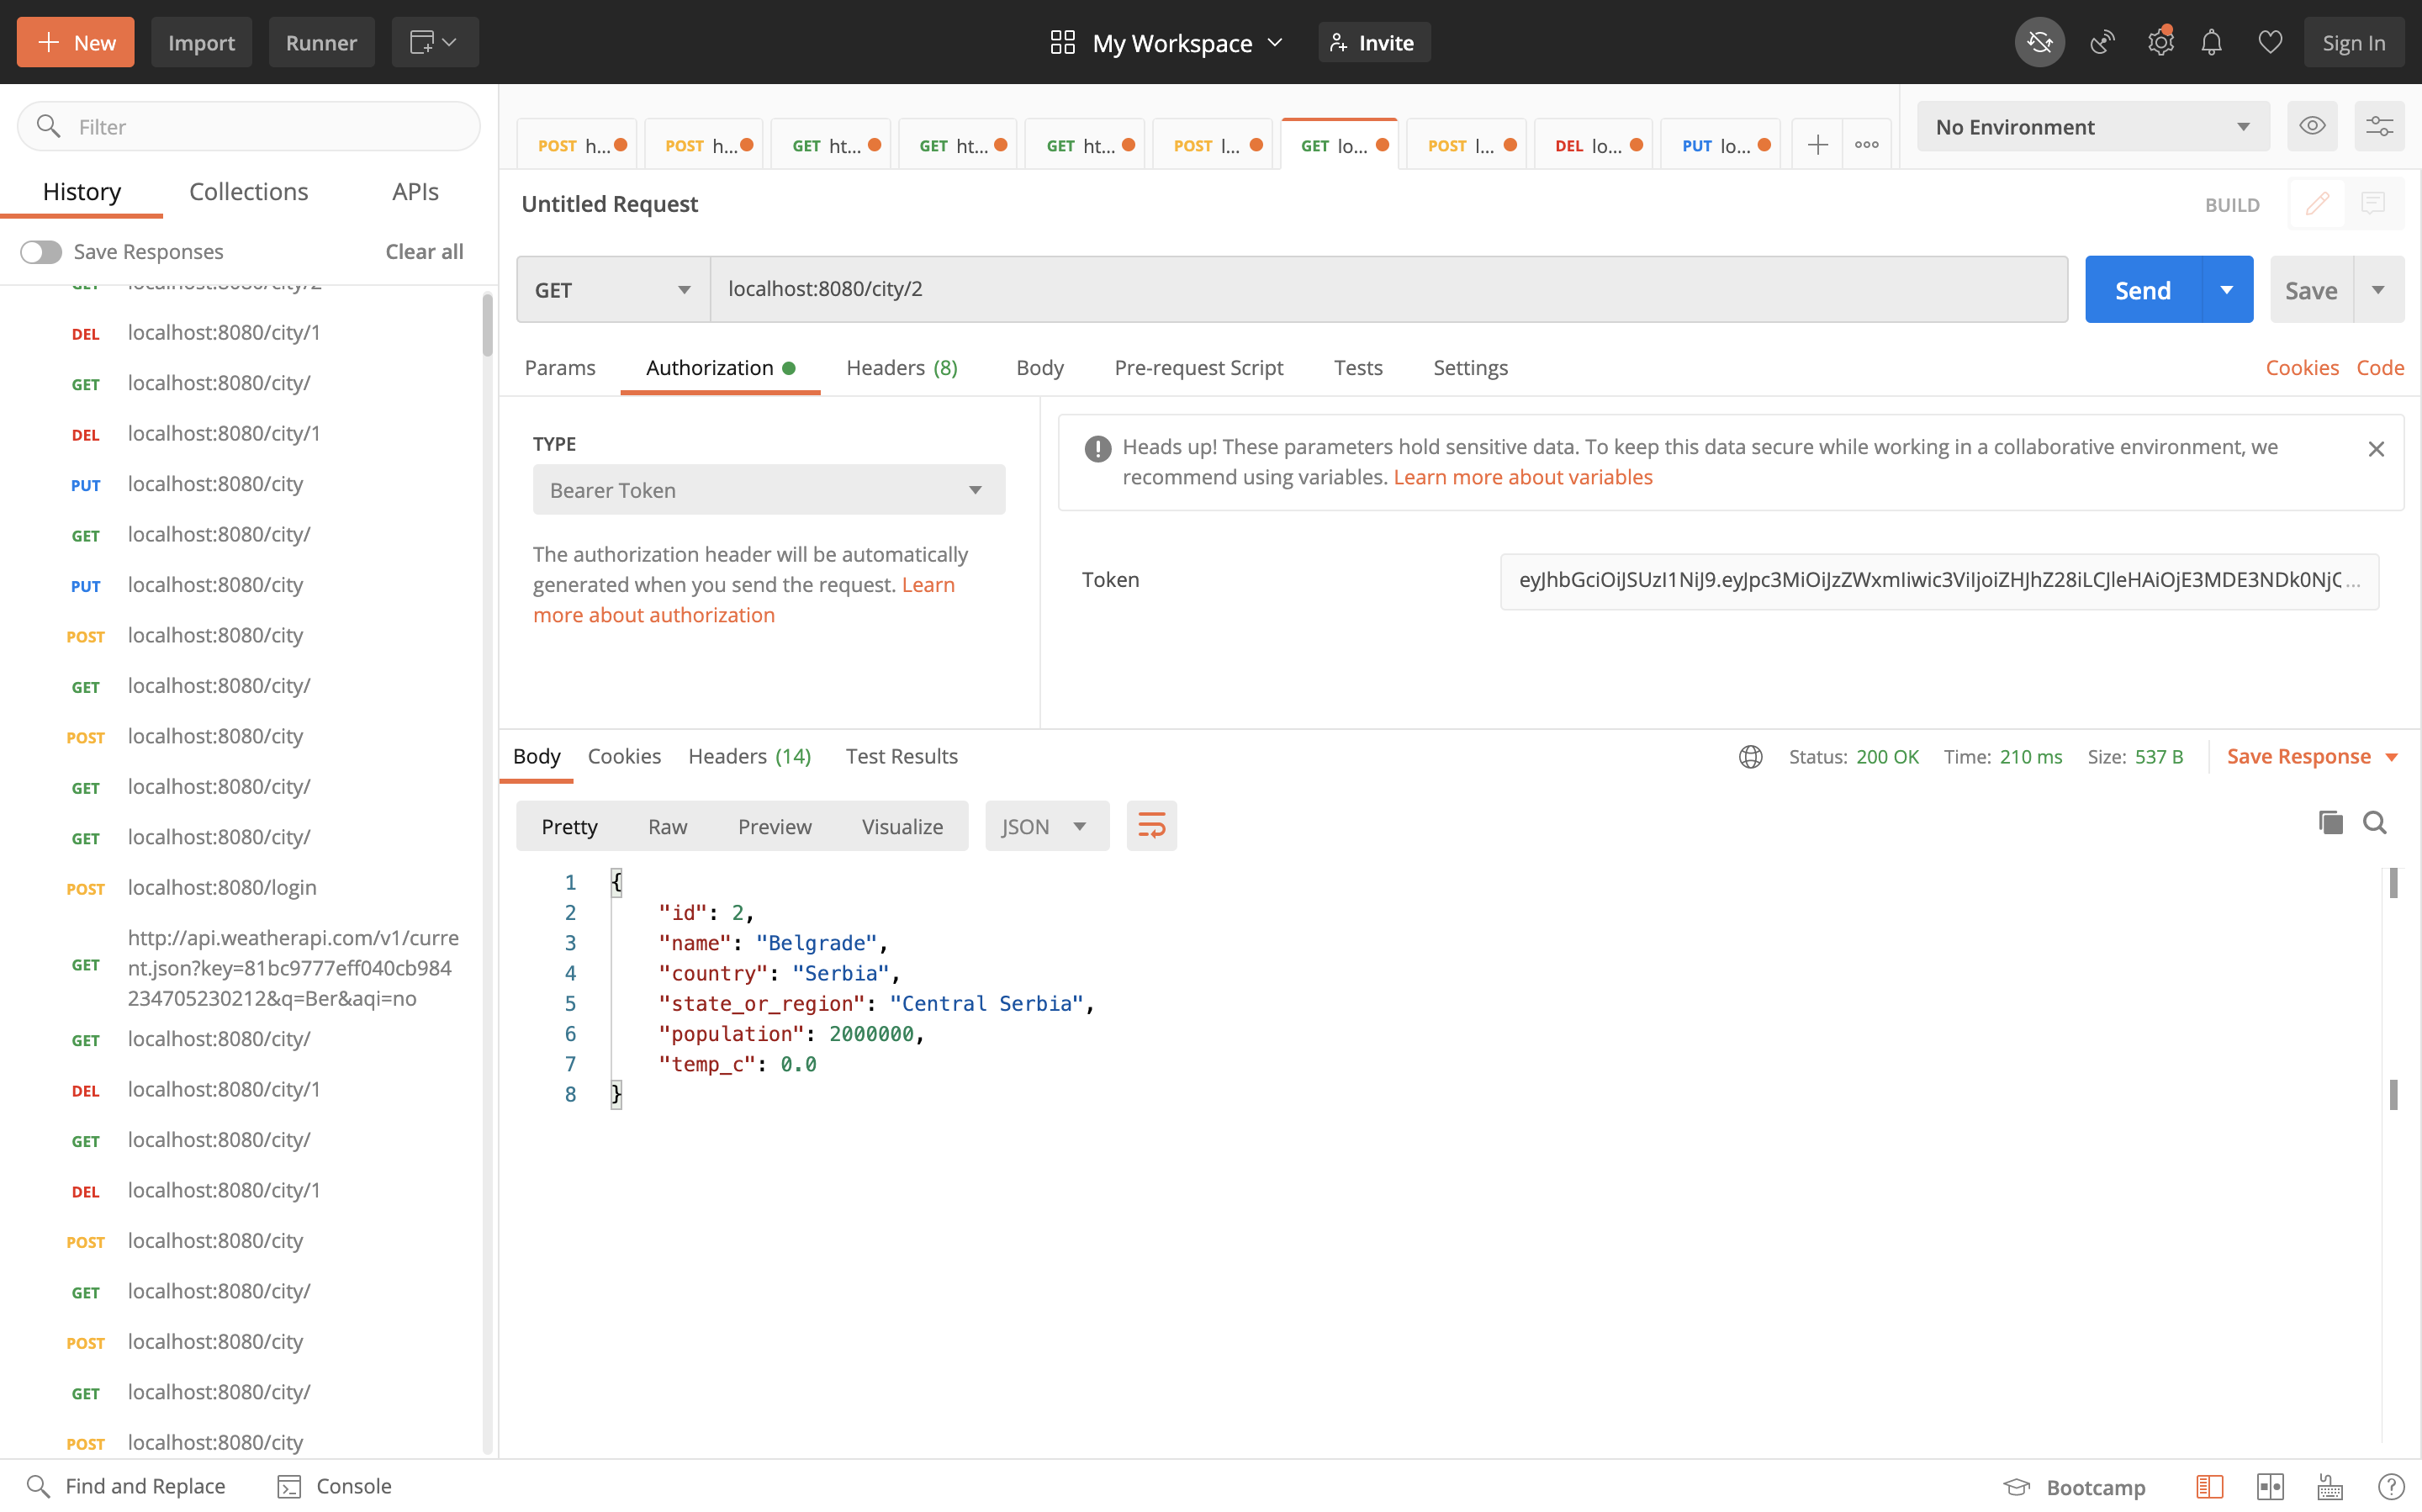 New
Import
Runner
My Workspace
Invite
Sign In
Filter
History
Collections
APIs
Save Responses
Clear all
GET localhost:8080/city/2
DEL localhost:8080/city/1
GET localhost:8080/city/
DEL localhost:8080/city/1
PUT localhost:8080/city
GET localhost:8080/city/
PUT localhost:8080/city
POST localhost:8080/city
GET localhost:8080/city/
POST localhost:8080/city
GET localhost:8080/city/
GET localhost:8080/city/
POST localhost:8080/login
http://api.weatherapi.com/v1/curre
GET nt.json?key=81bc9777eff040cb984
234705230212&q=Ber&aqi=no
GET localhost:8080/city/
DEL localhost:8080/city/1
GET localhost:8080/city/
DEL localhost:8080/city/1
POST localhost:8080/city
GET localhost:8080/city/
POST localhost:8080/city
GET localhost:8080/city/
POST localhost:8080/city
POST h...
POST h...
GET ht...
GET ht...
GET ht...
POST l...
GET lo...
POST l...
DEL lo...
PUT lo...
No Environment
Untitled Request
BUILD
GET
localhost:8080/city/2
Send
Save
Params
Authorization
Headers (8)
Body
Pre-request Script
Tests
Settings
Cookies
Code
TYPE
Bearer Token
The authorization header will be automatically
generated when you send the request. Learn
more about authorization
Heads up! These parameters hold sensitive data. To keep this data secure while working in a collaborative environment, we
recommend using variables. Learn more about variables
Token
Body
Cookies
Headers (14)
Test Results
Status: 200 OK
Time: 210 ms
Size: 537 B
Save Response
Pretty
Raw
Preview
Visualize
JSON
1 {
2 "id": 2,
3 "name": "Belgrade",
4 "country": "Serbia",
5 "state_or_region": "Central Serbia",
6 "population": 2000000,
7 "temp_c": 0.0
8 }
Find and Replace
Console
Bootcamp